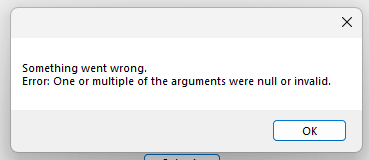 Something went wrong.
Error: One or multiple of the arguments were null or invalid.
OK